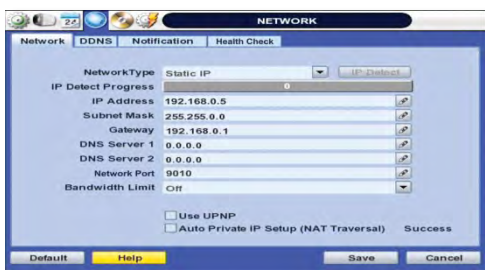 22
NETWORK
Network DDNS Notification Health Check
NetworkType Static IP IP Detect
IP Detect Progress 0
IP Address 192.168.0.5
Subnet Mask 255.255.0.0
Gateway 192.168.0.1
DNS Server 1 0.0.0.0
DNS Server 2 0.0.0.0
Network Port 9010
Bandwidth Limit Off
Use UPNP
Auto Private IP Setup (NAT Traversal) Success
Default Help Save Cancel